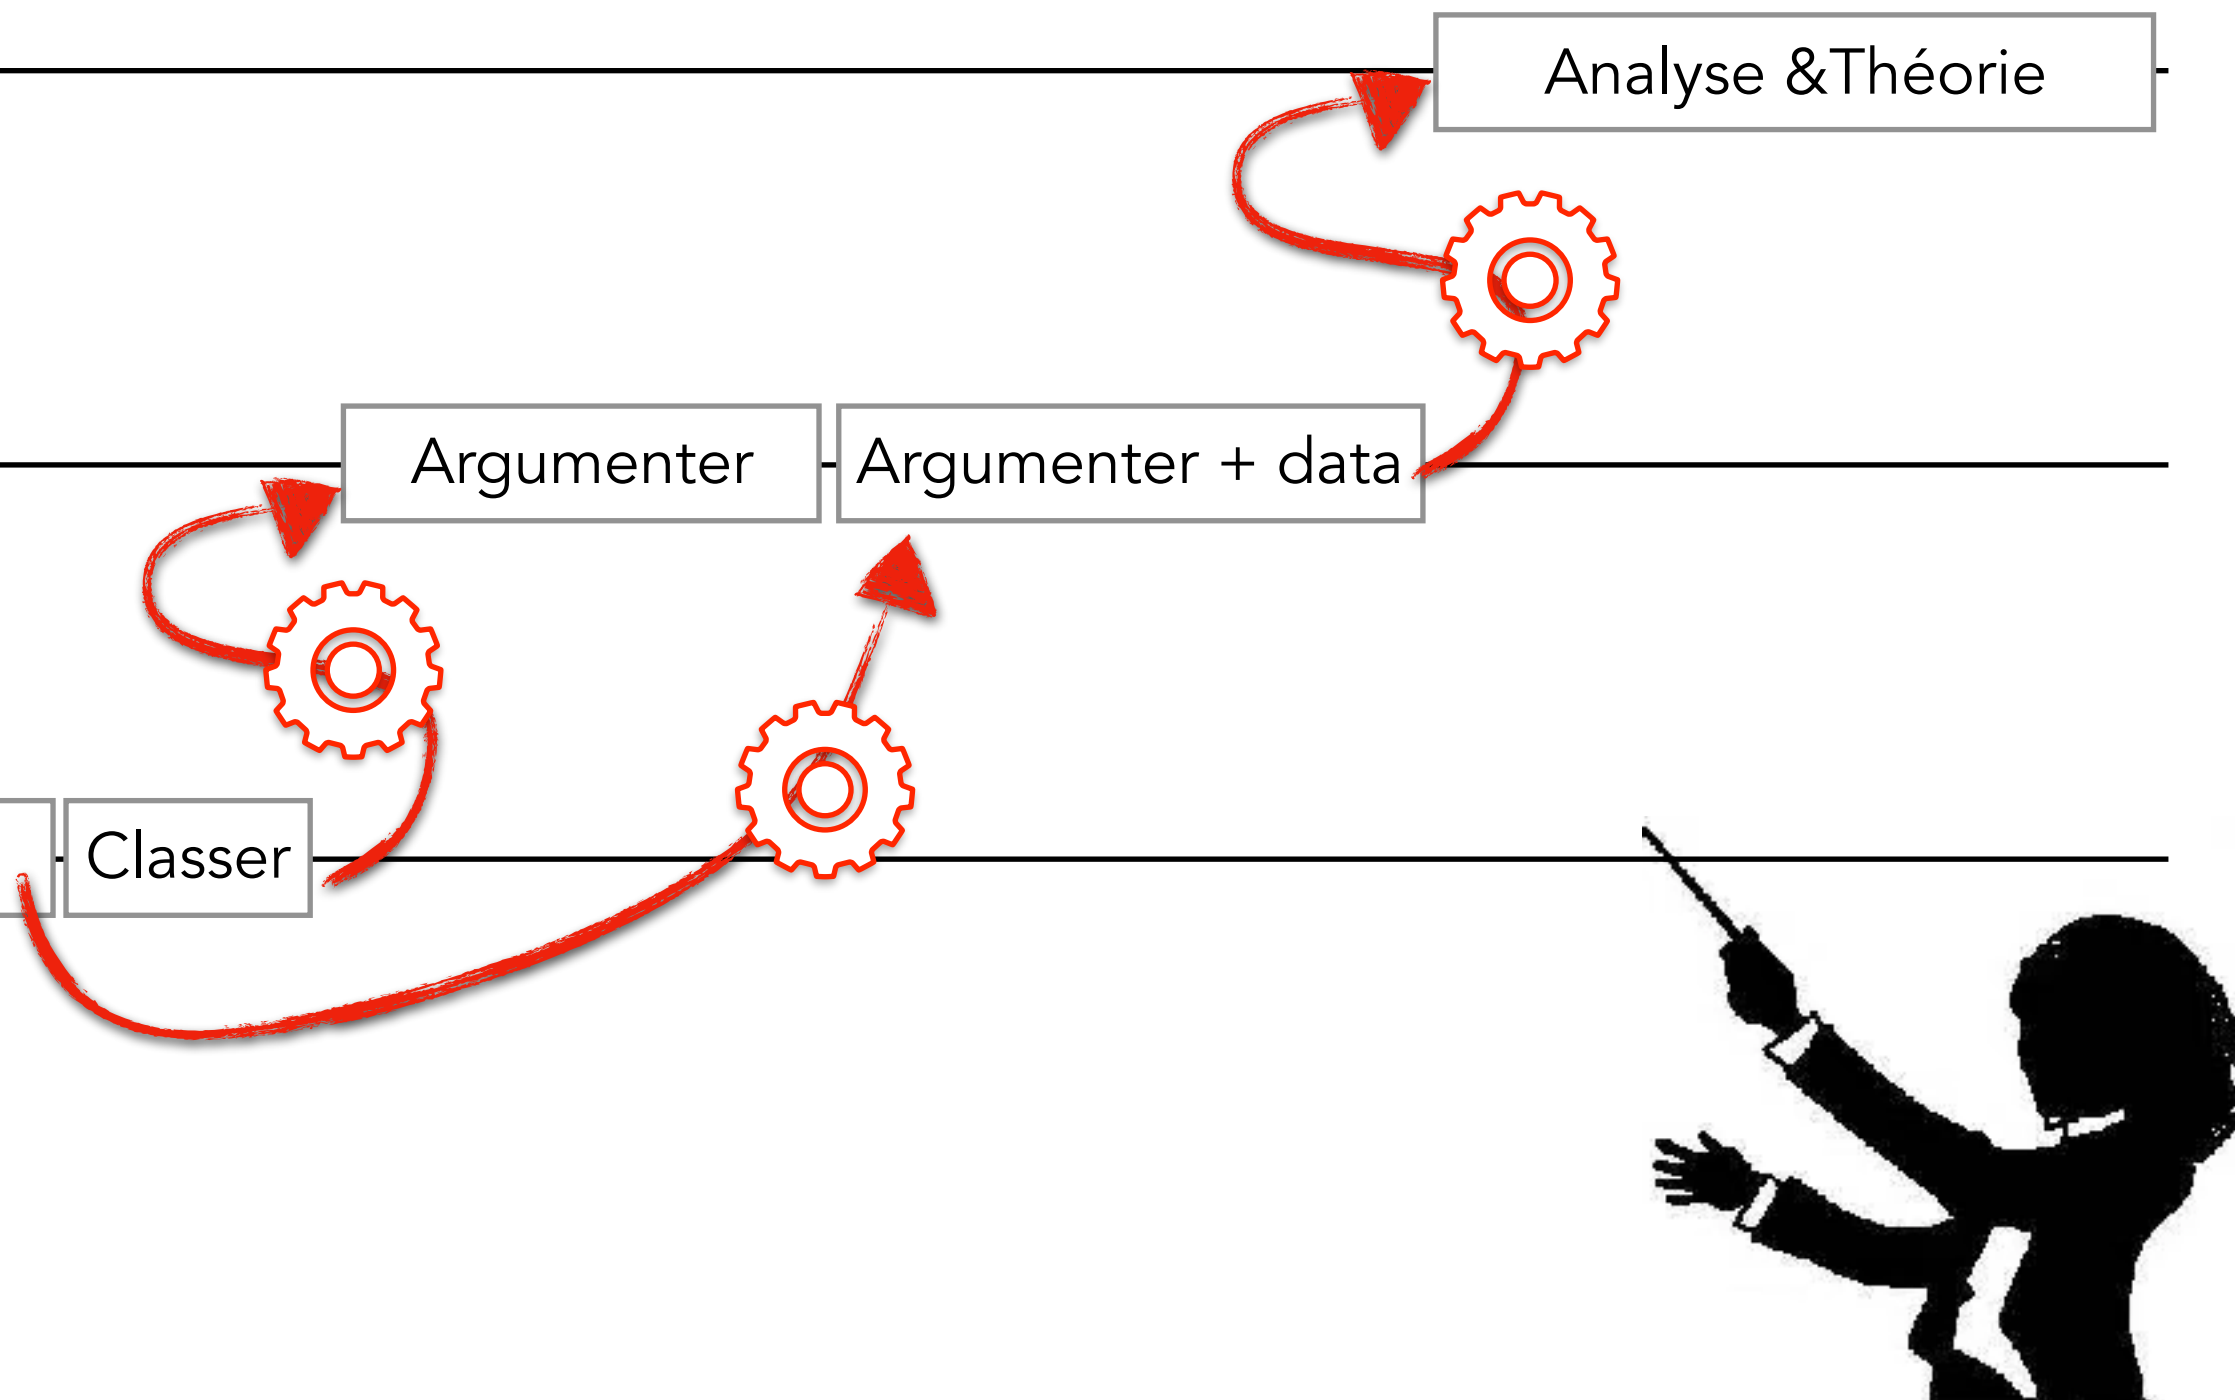 Analyse &Théorie
Argumenter
Argumenter + data
Classer